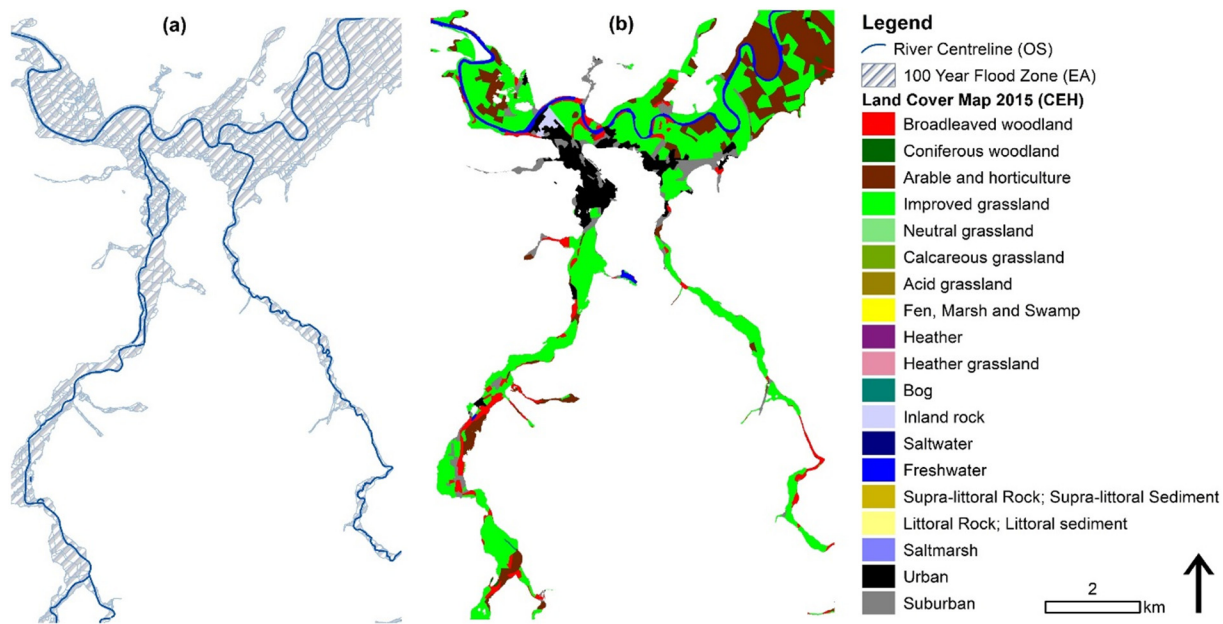 (a)
(b)
Legend
River Centreline (OS)
100 Year Flood Zone (EA)
Land Cover Map 2015 (CEH)
Broadleaved woodland
Coniferous woodland
Arable and horticulture
Improved grassland
Neutral grassland
Calcareous grassland
Acid grassland
Fen, Marsh and Swamp
Heather
Heather grassland
Bog
Inland rock
Saltwater
Freshwater
Supra-littoral Rock; Supra-littoral Sediment
Littoral Rock; Littoral sediment
Saltmarsh
Urban
Suburban
2
km